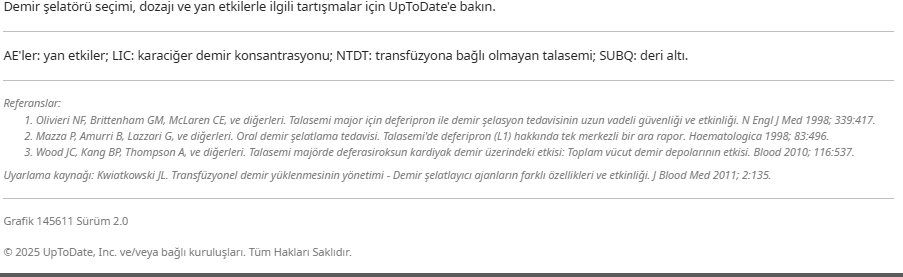 Demir şelatörü seçimi, dozajı ve yan etkilerle ilgili tartışmalar için UpToDate'e bakın.
AE'ler: yan etkiler; LIC: karaciğer demir konsantrasyonu; NTDT: transfüzyona bağlı olmayan talasemi; SUBQ: deri altı.
Referanslar:
1. Olivieri NF, Brittenham GM, McLaren CE, ve diğerleri. Talasemi major için deferipron ile demir şelasyon tedavisinin uzun vadeli güvenliği ve etkinliği. N Engl J Med 1998; 339:417.
2. Mazza P, Amurri B, Lazzari G, ve diğerleri. Oral demir şelatlama tedavisi. Talasemi'de deferipron (L1) hakkında tek merkezli bir ara rapor. Haematologica 1998; 83:496.
3. Wood JC, Kang BP, Thompson A, ve diğerleri. Talasemi majörde deferasiroksun kardiyak demir üzerindeki etkisi: Toplam vücut demir depolarının etkisi. Blood 2010; 116:537.
Uyarlama kaynağı: Kwiatkowski JL. Transfüzyonel demir yüklenmesinin yönetimi - Demir şelatlayıcı ajanların farklı özellikleri ve etkinliği. J Blood Med 2011; 2:135.
Grafik 145611 Sürüm 2.0
© 2025 UpToDate, Inc. ve/veya bağlı kuruluşları. Tüm Hakları Saklıdır.